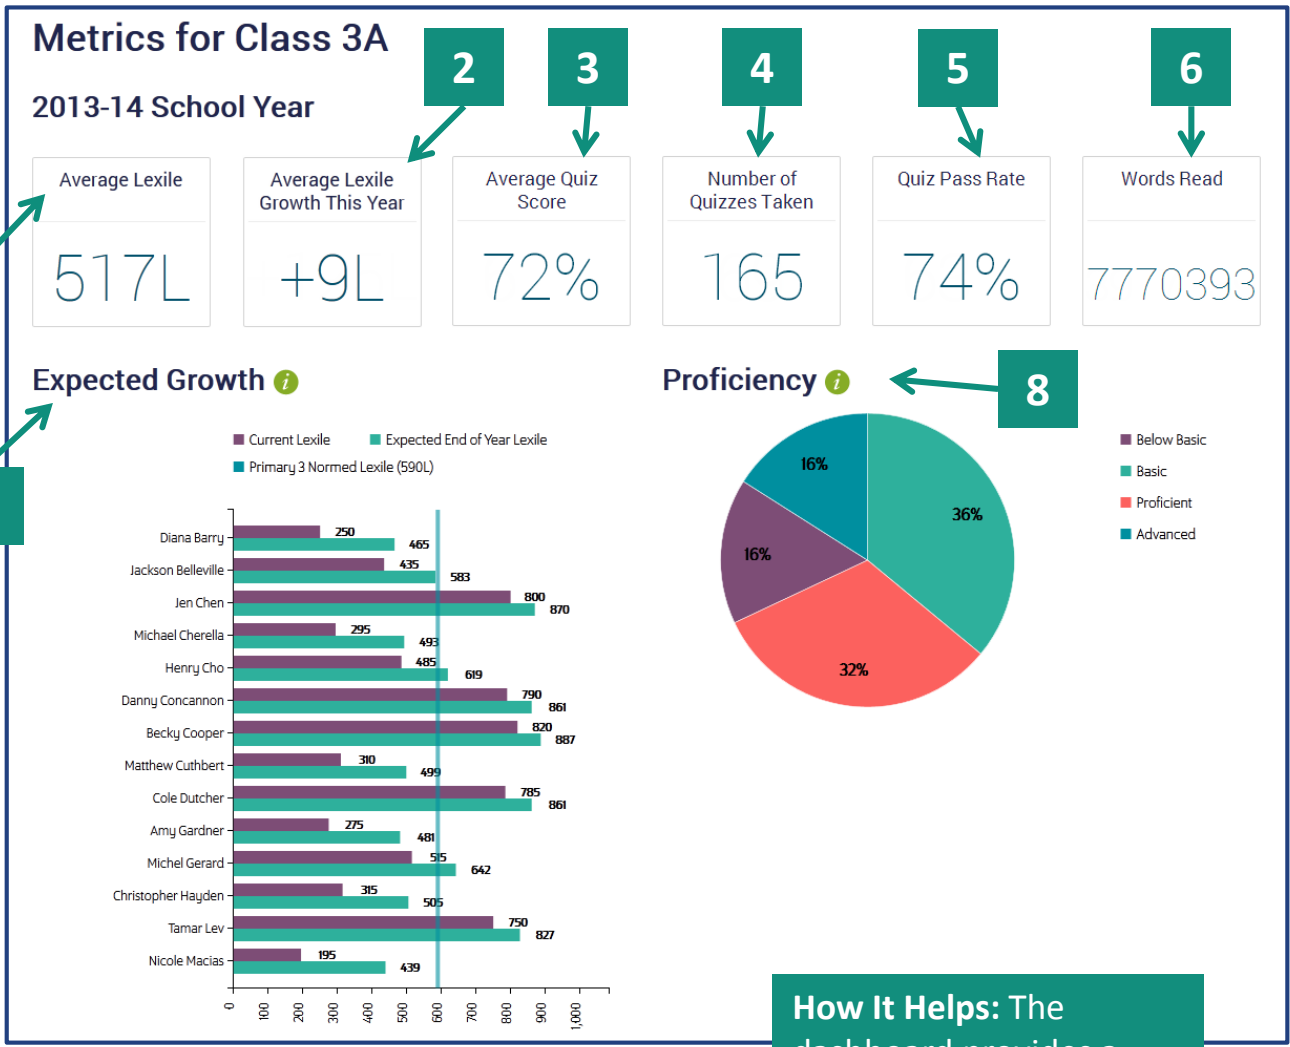 Metrics for Class 3A
2013-14 School Year
2
3
4
5
6
Average Lexile
517L
Average Lexile
Growth This Year
+9L
Average Quiz
Score
72%
Number of
Quizzes Taken
165
Quiz Pass Rate
74%
Words Read
7770393
Expected Growth i
Current Lexile
Expected End of Year Lexile
Primary 3 Normed Lexile (590L)
Diana Barry 250 465
Jackson Belleville 435 583
Jen Chen 800 870
Michael Cherella 295 493
Henry Cho 485 619
Danny Concannon 790 861
Becky Cooper 820 887
Matthew Cuthbert 310 499
Cole Dutcher 785 861
Amy Gardner 275 481
Michel Gerard 515 642
Christopher Hayden 315 505
Tamar Lev 750 827
Nicole Macias 195 439
0 100 200 300 400 500 600 700 800 900 1,000
Proficiency i
8
16%
36%
16%
32%
Below Basic
Basic
Proficient
Advanced
How It Helps: The
dashboard provides a